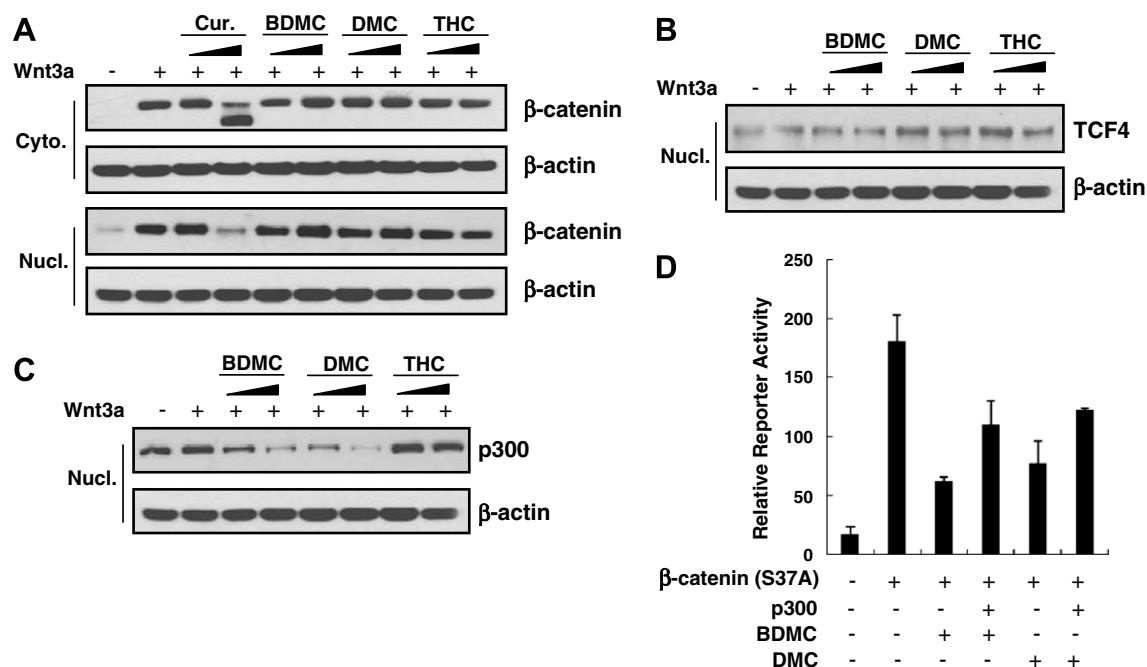 A
Cur. BDMC DMC THC
Wnt3a - + + + + + + + + +
Cyto.
β-catenin
β-actin
Nucl.
β-catenin
β-actin
B
BDMC DMC THC
Wnt3a - + + + + + + +
Nucl.
TCF4
β-actin
C
BDMC DMC THC
Wnt3a - + + + + + + +
Nucl.
p300
β-actin
D
Relative Reporter Activity
250
200
150
100
50
0
β-catenin (S37A) - + + + + +
p300 - - - + - +
BDMC - - + + - -
DMC - - - - + +